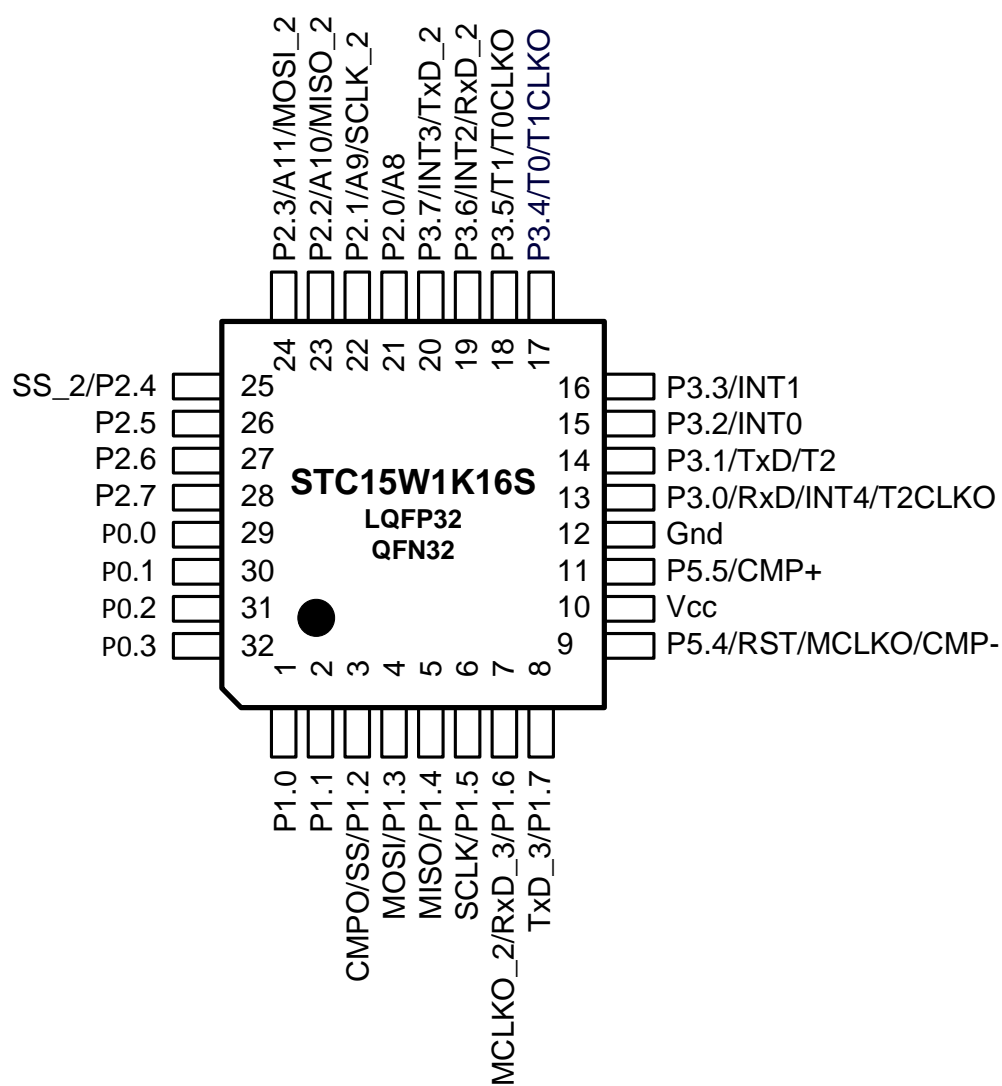 P2.3/A11/MOSI_2
P2.2/A10/MISO_2
P2.1/A9/SCLK_2
P2.0/A8
P3.7/INT3/TxD_2
P3.6/INT2/RxD_2
P3.5/T1/T0CLKO
P3.4/T0/T1CLKO
24
23
22
21
20
19
18
17
SS_2/P2.4 25
P2.5 26
P2.6 27
P2.7 28
P0.0 29
P0.1 30
P0.2 31
P0.3 32
STC15W1K16S
LQFP32
QFN32
16 P3.3/INT1
15 P3.2/INT0
14 P3.1/TxD/T2
13 P3.0/RxD/INT4/T2CLKO
12 Gnd
11 P5.5/CMP+
10 Vcc
9 P5.4/RST/MCLKO/CMP-
1
2
3
4
5
6
7
8
P1.0
P1.1
CMPO/SS/P1.2
MOSI/P1.3
MISO/P1.4
SCLK/P1.5
MCLKO_2/RxD_3/P1.6
TxD_3/P1.7